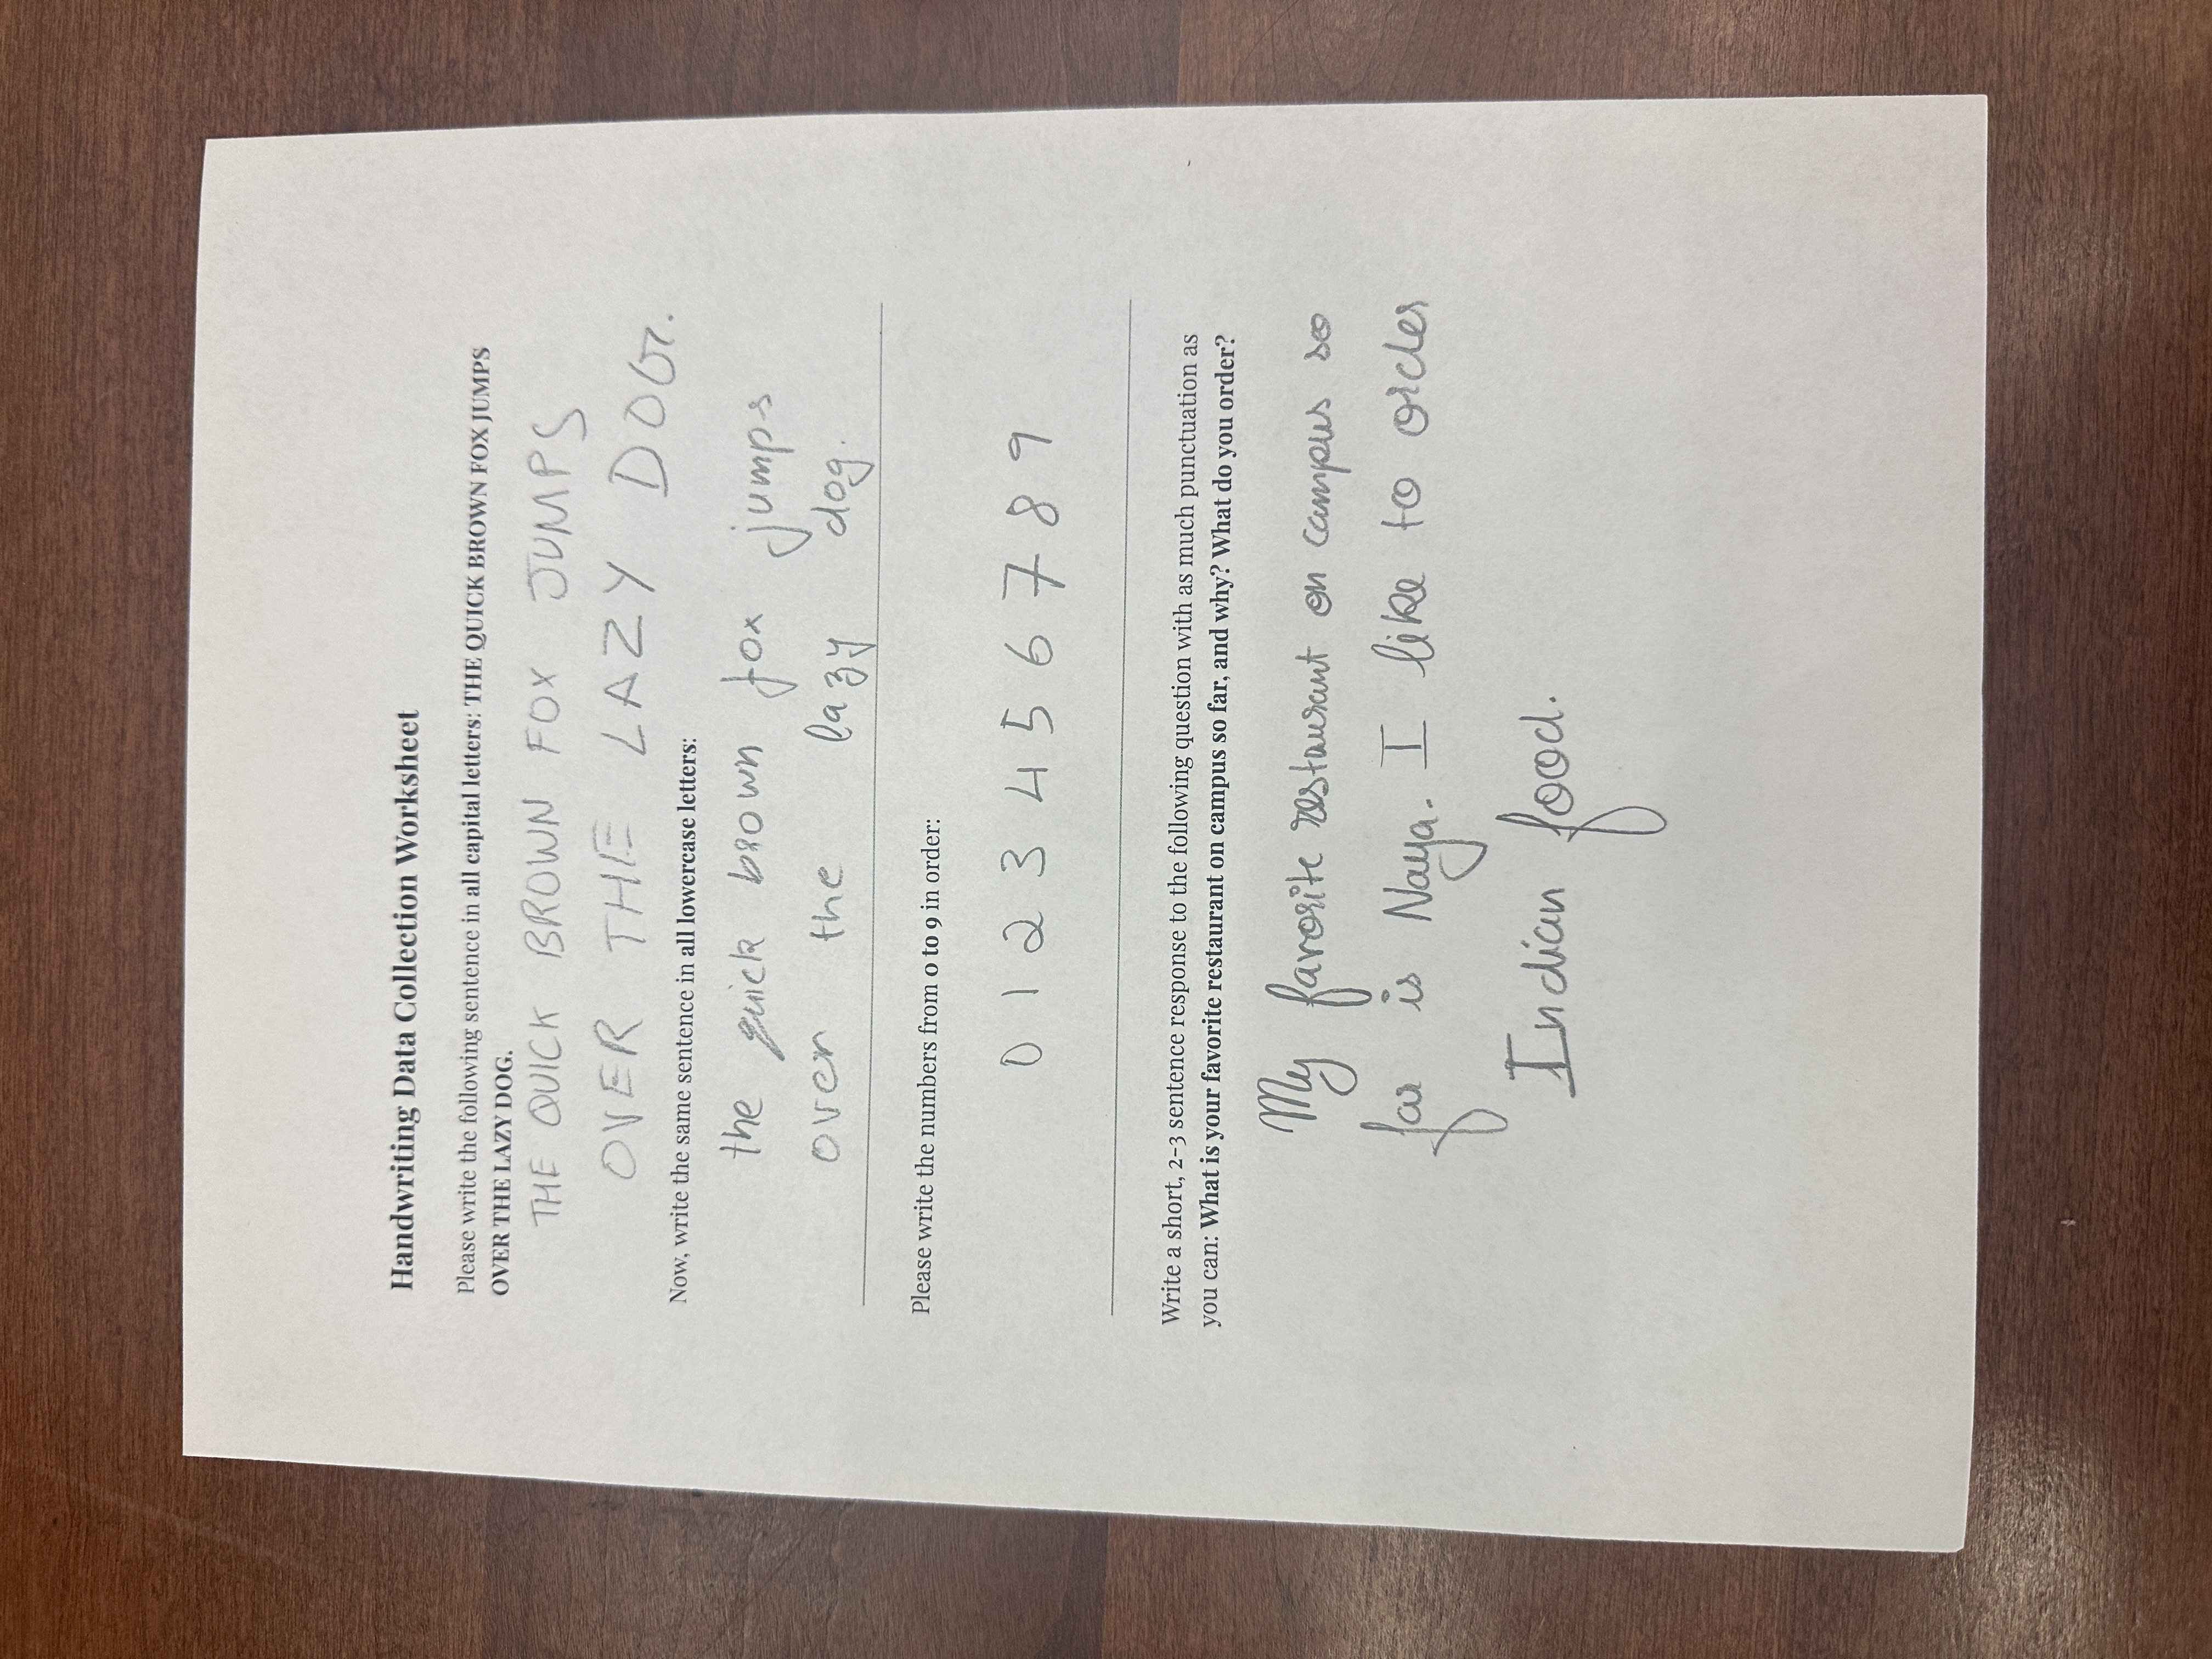 Handwriting Data Collection Worksheet
Please write the following sentence in all capital letters: THE QUICK BROWN FOX JUMPS
OVER THE LAZY DOG.
THE QUICK BROWN FOX JUMPS
OVER THE LAZY DOG.
Now, write the same sentence in all lowercase letters:
the quick brown fox jumps
over the lazy dog.
Please write the numbers from 0 to 9 in order:
0 1 2 3 4 5 6 7 8 9
Write a short, 2-3 sentence response to the following question with as much punctuation as
you can: What is your favorite restaurant on campus so far, and why? What do you order?
My favorite restaurant on campus so
far is Naya. I like to order
Indian food.